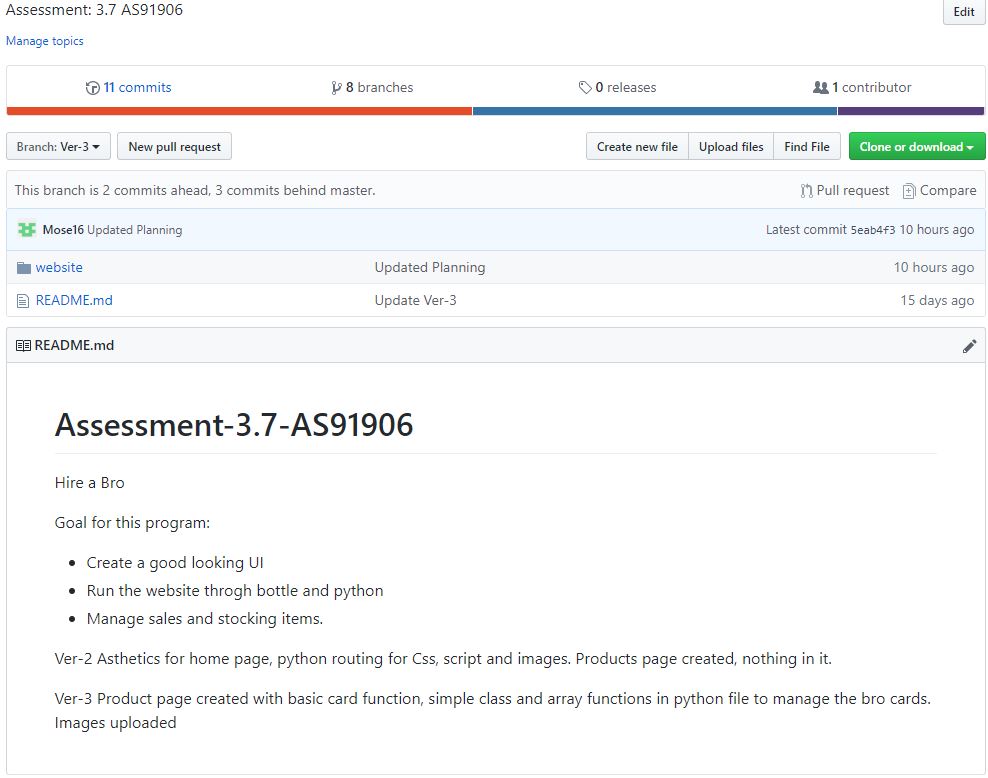 Assessment: 3.7 AS91906
Edit
Manage topics
11 commits
8 branches
0 releases
1 contributor
Branch: Ver-3
New pull request
Create new file
Upload files
Find File
Clone or download
This branch is 2 commits ahead, 3 commits behind master.
Pull request
Compare
Mose16 Updated Planning
Latest commit 5eab4f3 10 hours ago
website
Updated Planning
10 hours ago
README.md
Update Ver-3
15 days ago
README.md
Assessment-3.7-AS91906
Hire a Bro
Goal for this program:
Create a good looking UI
Run the website throgh bottle and python
Manage sales and stocking items.
Ver-2 Asthetics for home page, python routing for Css, script and images. Products page created, nothing in it.
Ver-3 Product page created with basic card function, simple class and array functions in python file to manage the bro cards.
Images uploaded